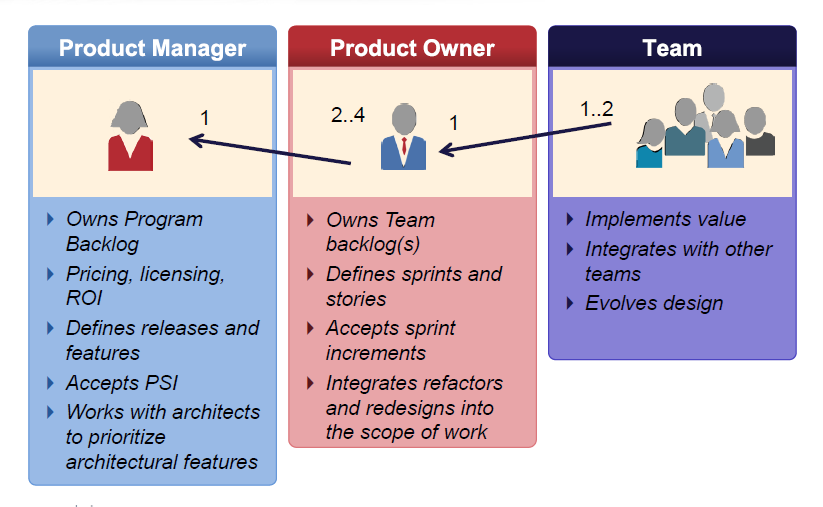 Product Manager
Product Owner
Team
1
2..4
1
1..2
Owns Program
Backlog
Pricing, licensing,
ROI
Defines releases and
features
Accepts PSI
Works with architects
to prioritize
architectural features
Owns Team
backlog(s)
Defines sprints and
stories
Accepts sprint
increments
Integrates refactors
and redesigns into
the scope of work
Implements value
Integrates with other
teams
Evolves design